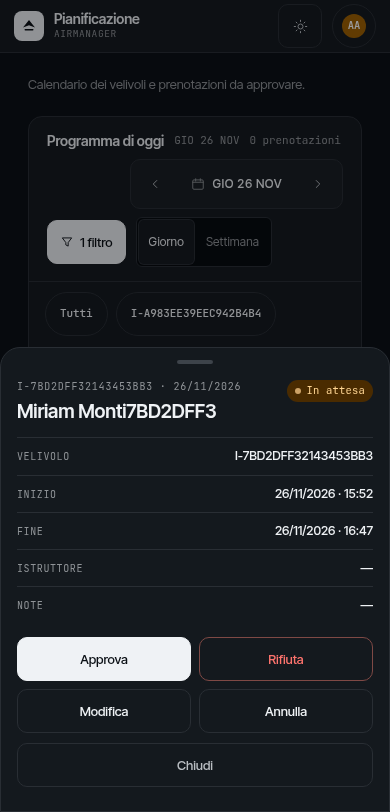 Pianificazione
AIRMANAGER
AA
Calendario dei velivoli e prenotazioni da approvare.
Programma di oggi GIO 26 NOV 0 prenotazioni
GIO 26 NOV
1 filtro Giorno Settimana
Tutti I-A983EE39EEC942B4B4
I-7BD2DFF32143453BB3 · 26/11/2026
In attesa
Miriam Monti7BD2DFF3
VELIVOLO I-7BD2DFF32143453BB3
INIZIO 26/11/2026 · 15:52
FINE 26/11/2026 · 16:47
ISTRUTTORE —
NOTE —
Approva Rifiuta
Modifica Annulla
Chiudi